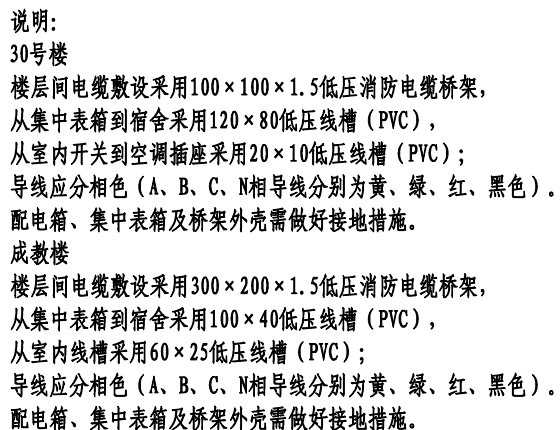 说明:
30号楼
楼层间电缆敷设采用100×100×1.5低压消防电缆桥架，
从集中表箱到宿舍采用120×80低压线槽（PVC），
从室内开关到空调插座采用20×10低压线槽（PVC）；
导线应分相色（A、B、C、N相导线分别为黄、绿、红、黑色）。
配电箱、集中表箱及桥架外壳需做好接地措施。
成教楼
楼层间电缆敷设采用300×200×1.5低压消防电缆桥架，
从集中表箱到宿舍采用100×40低压线槽（PVC），
从室内线槽采用60×25低压线槽（PVC）；
导线应分相色（A、B、C、N相导线分别为黄、绿、红、黑色）。
配电箱、集中表箱及桥架外壳需做好接地措施。